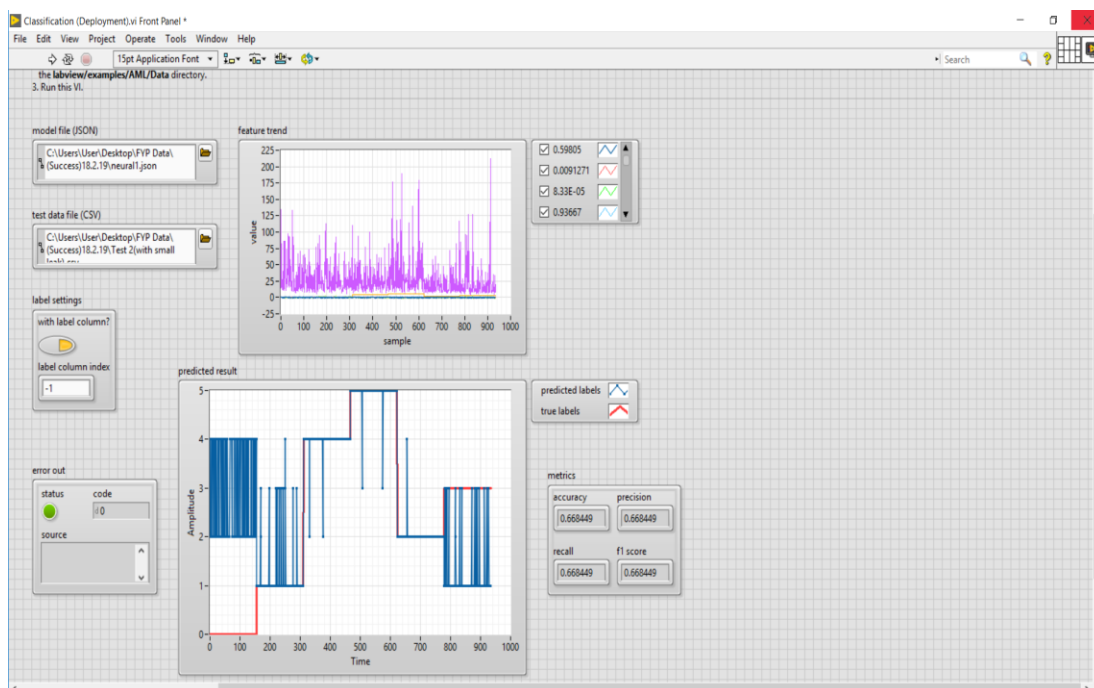 Classification (Deployment).vi Front Panel *
File Edit View Project Operate Tools Window Help
15pt Application Font
Search
the labview/examples/AML/Data directory.
3. Run this VI.
model file (JSON)
C:\Users\User\Desktop\FYP Data\
(Success)18.2.19\neural1.json
test data file (CSV)
C:\Users\User\Desktop\FYP Data\
(Success)18.2.19\Test 2(with small
leak).csv
label settings
with label column?
label column index
-1
error out
status code
d 0
source
feature trend
225
200
175
150
125
100
75
50
25
0
-25
value
0 100 200 300 400 500 600 700 800 900 1000
sample
0.59805
0.0091271
8.33E-05
0.93667
predicted result
5
4
3
2
1
0
Amplitude
0 100 200 300 400 500 600 700 800 900 1000
Time
predicted labels
true labels
metrics
accuracy precision
0.668449 0.668449
recall f1 score
0.668449 0.668449